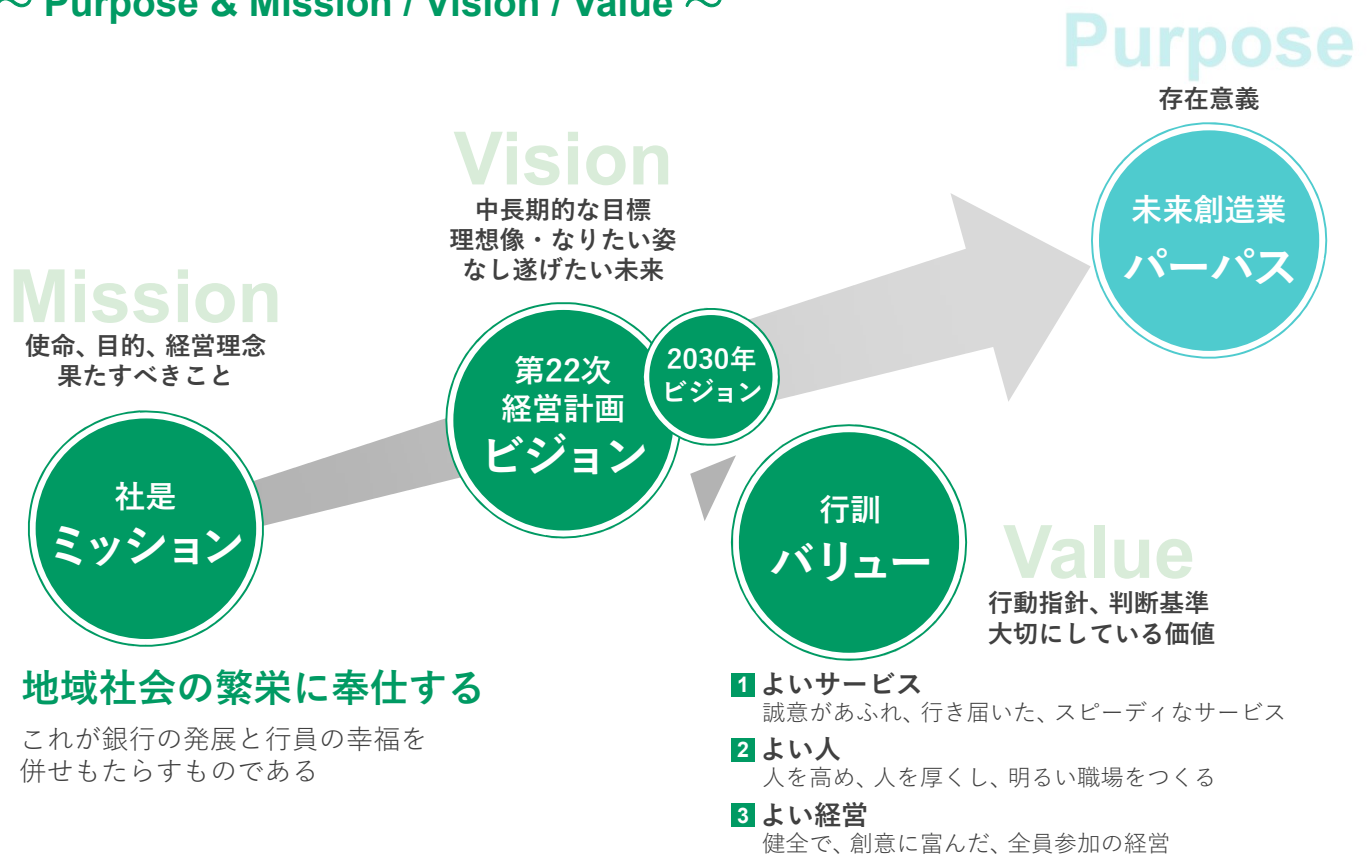 ～ Purpose & Mission / Vision / Value ～
Purpose
存在意義
未来創造業
パーパス
Vision
中長期的な目標
理想像・なりたい姿
なし遂げたい未来
第22次
経営計画
ビジョン
2030年
ビジョン
Mission
使命、目的、経営理念
果たすべきこと
社是
ミッション
地域社会の繁栄に奉仕する
これが銀行の発展と行員の幸福を
併せもたらすものである
行訓
バリュー
Value
行動指針、判断基準
大切にしている価値
1 よいサービス
誠意があふれ、行き届いた、スピーディなサービス
2 よい人
人を高め、人を厚くし、明るい職場をつくる
3 よい経営
健全で、創意に富んだ、全員参加の経営